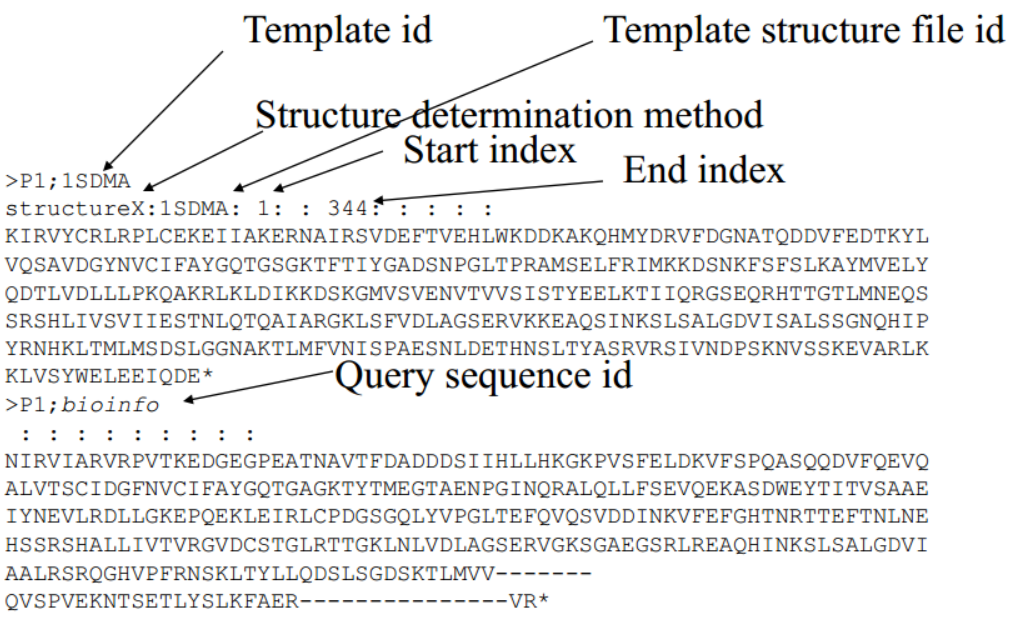 Template id
Template structure file id
Structure determination method
Start index
End index
>P1;1SDMA
structureX:1SDMA: 1: : 344: : : : :
KIRVYCRLRPLCEKEIIAKERNAIRSVDEFTVEHLWKDDKAKQHMYDRVFDGNATQDDVFEDTKYL
VQSAVDGYNVCIFAYGQTGSGKTFTIYGADSNPGLTPRAMSELFRIMKKDSNKFSFSLKAYMVELY
QDTLVDLLLPKQAKRLKLDIKKDSKGMVSVENVTVVSISTYEELKTIIQRGSEQRHTTGTLMNEQS
SRSHLIVSVIIESTNLQTQAIARGKLSFVDLAGSERVKKEAQSINKSLSALGDVISALSSGNQHIP
YRNHKLTMLMSDSLGGNAKTLMFVNISPAESNLDETHNSLTYASRVRSIVNDPSKNVSSKEVARLK
KLVSYWELEEIQDE*
Query sequence id
>P1;bioinfo
: : : : : : : : :
NIRVIARVRPVTKEDGEGPEATNAVTFDADDDSIIHLLHKGKPVSFELDKVFSPQASQQDVFQEVQ
ALVTSCIDGFNVCIFAYGQTGAGKTYTMEGTAENPGINQRALQLLFSEVQEKASDWEYTITVSAAE
IYNEVLRDLLGKEPQEKLEIRLCPDGSGQLYVPGLTEFQVQSVDDINKVFEFGHTNRTTEFTNLNE
HSSRSHALLIVTVRGVDCSTGLRTTGKLNLVDLAGSERVGKSGAEGSRLREAQHINKSLSALGDVI
AALRSRQGHVPFRNSKLTYLLQDSLSGDSKTLMVV-------
QVSPVEKNTSETLYSLKFAER---------------VR*